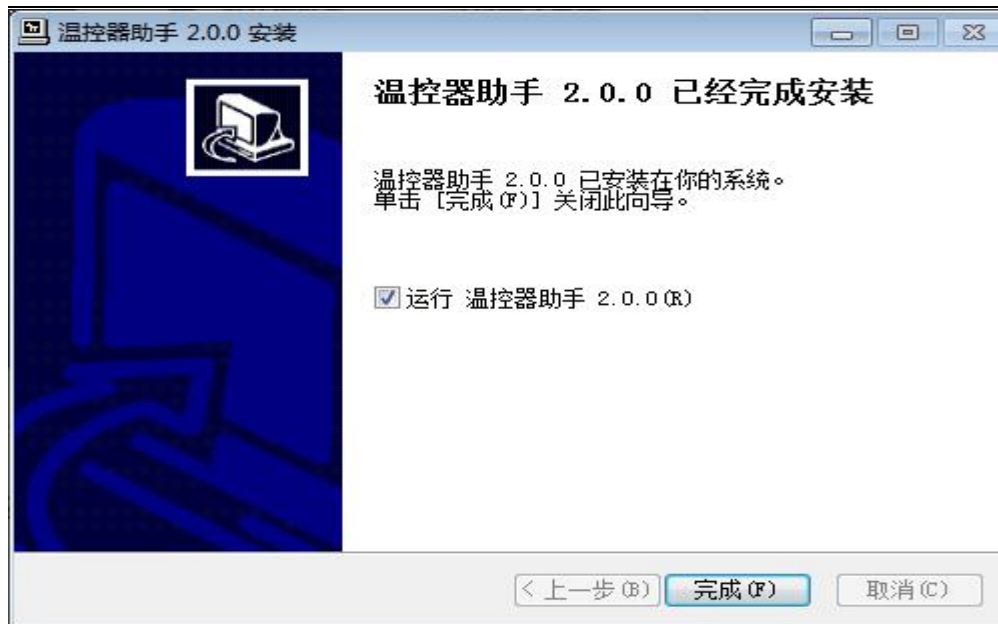 温控器助手 2.0.0 安装
温控器助手 2.0.0 已经完成安装
温控器助手 2.0.0 已安装在你的系统。
单击 [完成(F)] 关闭此向导。
运行 温控器助手 2.0.0(R)
< 上一步(B) 完成(F) 取消(C)